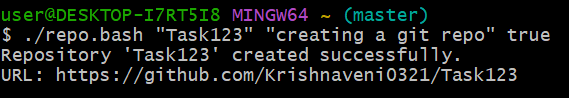 user@DESKTOP-I7RT5I8 MINGW64 ~ (master)
$ ./repo.bash "Task123" "creating a git repo" true
Repository 'Task123' created successfully.
URL: https://github.com/Krishnaveni0321/Task123